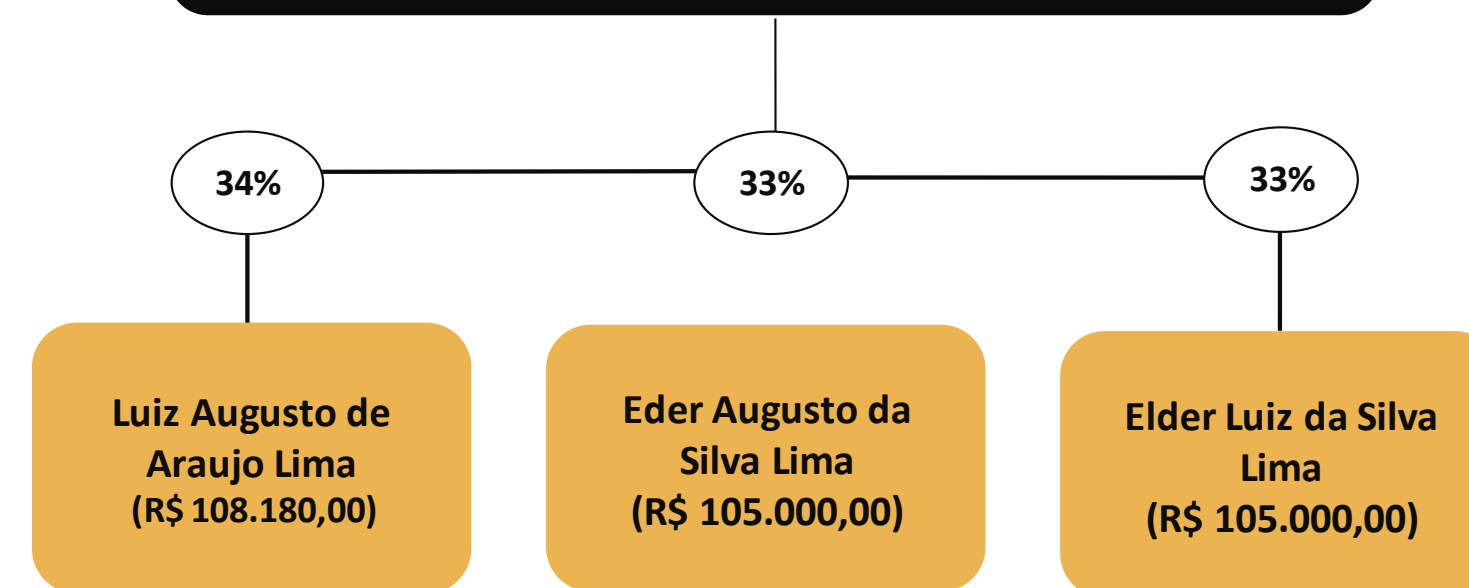 34%
33%
33%
Luiz Augusto de
Araujo Lima
(R$ 108.180,00)
Eder Augusto da
Silva Lima
(R$ 105.000,00)
Elder Luiz da Silva
Lima
(R$ 105.000,00)